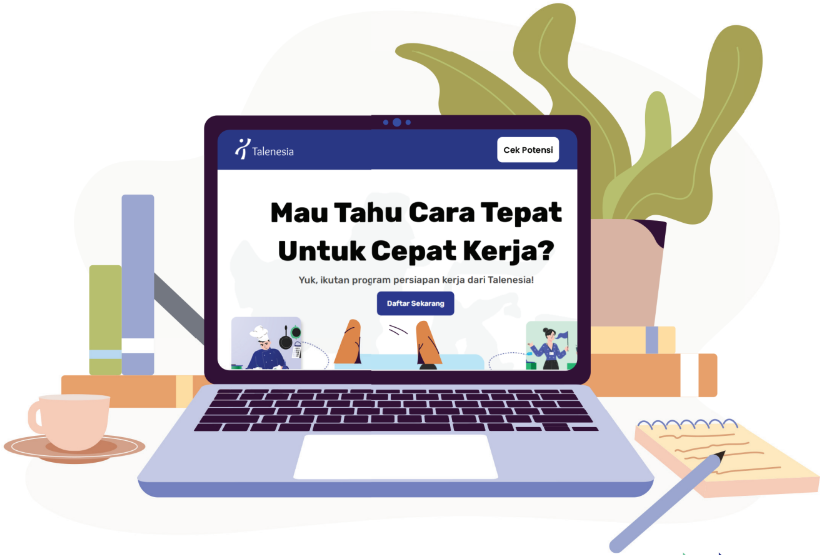 Talenesia
Cek Potensi
Mau Tahu Cara Tepat
Untuk Cepat Kerja?
Yuk, ikutan program persiapan kerja dari Talenesia!
Daftar Sekarang